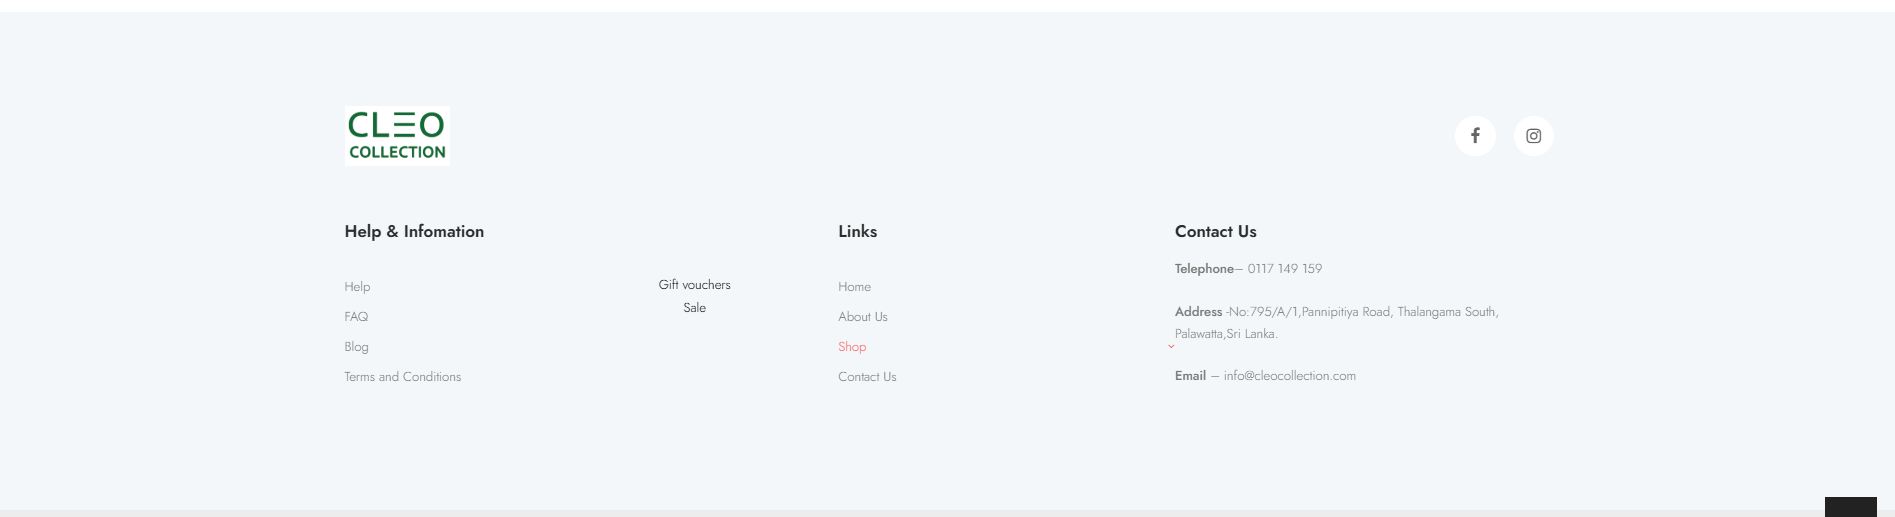 CLEO
COLLECTION
Help & Infomation
Help
FAQ
Blog
Terms and Conditions
Gift vouchers
Sale
Links
Home
About Us
Shop
Contact Us
Contact Us
Telephone– 0117 149 159
Address -No:795/A/1,Pannipitiya Road, Thalangama South,
Palawatta,Sri Lanka.
Email – info@cleocollection.com